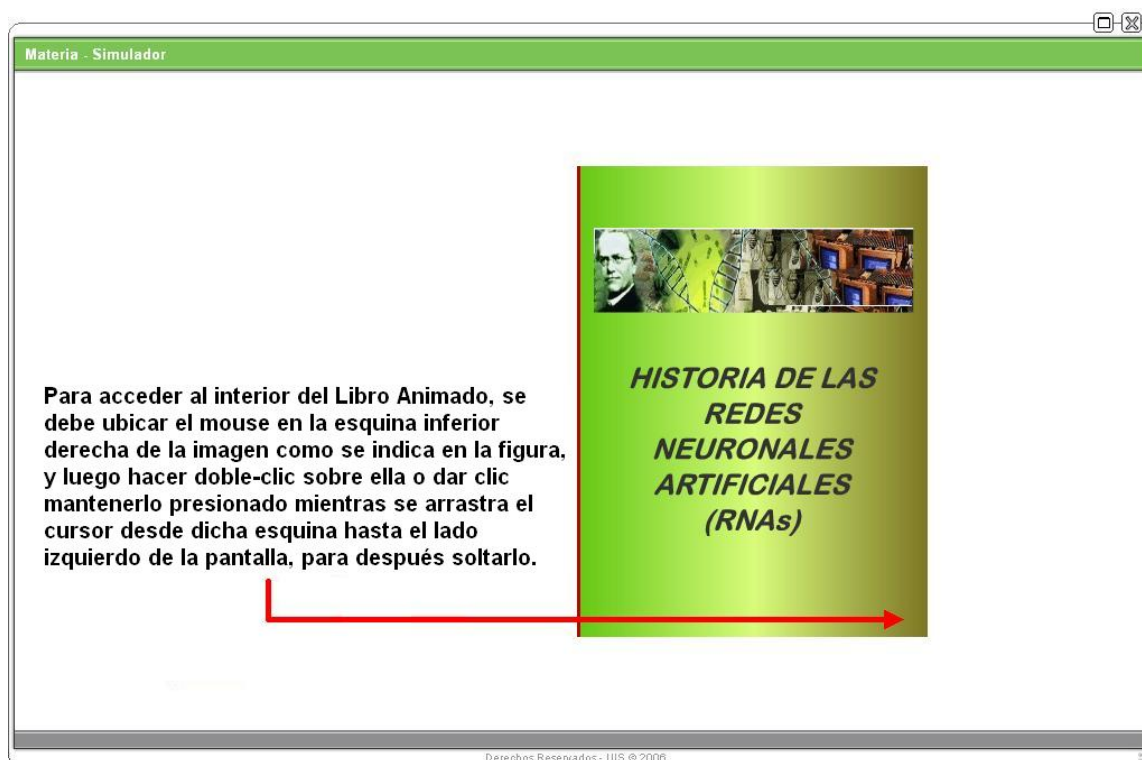 Materia - Simulador
Para acceder al interior del Libro Animado, se
debe ubicar el mouse en la esquina inferior
derecha de la imagen como se indica en la figura,
y luego hacer doble-clic sobre ella o dar clic
mantenerlo presionado mientras se arrastra el
cursor desde dicha esquina hasta el lado
izquierdo de la pantalla, para después soltarlo.
HISTORIA DE LAS
REDES
NEURONALES
ARTIFICIALES
(RNAs)
Derechos Reservados - UIS @ 2006